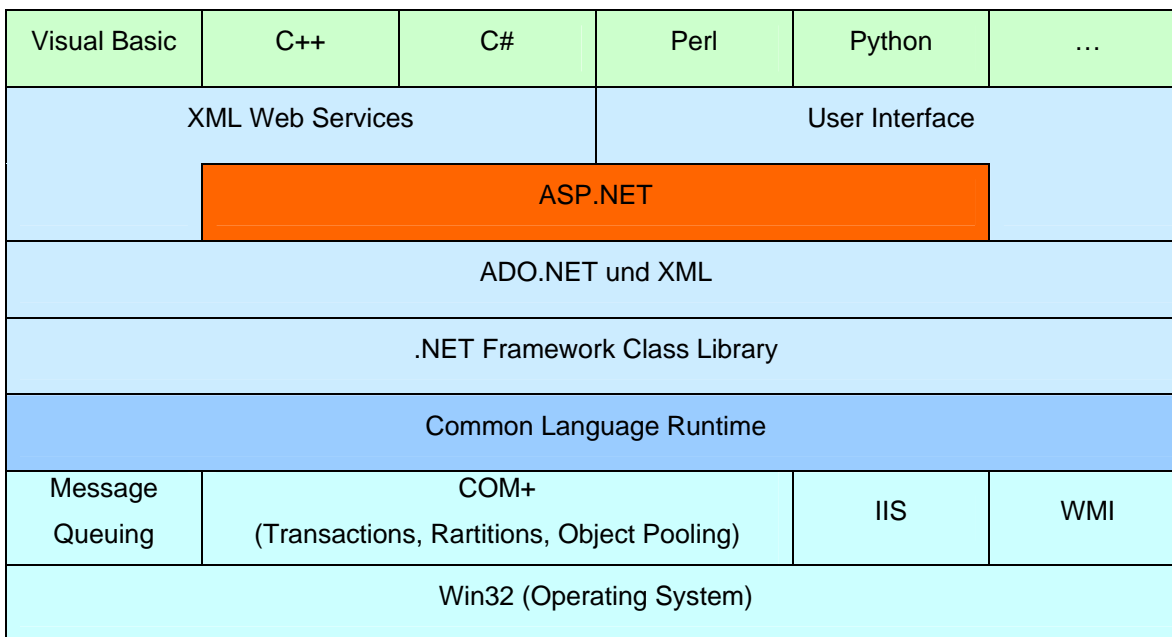 Visual Basic
C++
C#
Perl
Python
...
XML Web Services
User Interface
ASP.NET
ADO.NET und XML
.NET Framework Class Library
Common Language Runtime
Message
Queuing
COM+
(Transactions, Rartitions, Object Pooling)
IIS
WMI
Win32 (Operating System)